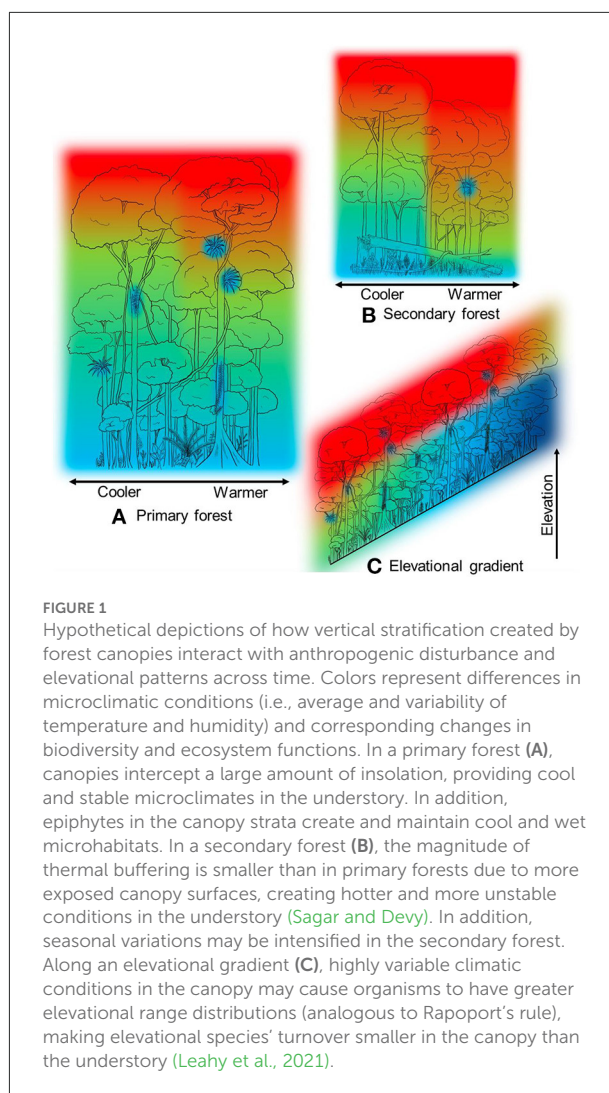 Cooler Warmer
A Primary forest
Cooler Warmer
B Secondary forest
Elevation
C Elevational gradient
FIGURE 1
Hypothetical depictions of how vertical stratification created by
forest canopies interact with anthropogenic disturbance and
elevational patterns across time. Colors represent differences in
microclimatic conditions (i.e., average and variability of
temperature and humidity) and corresponding changes in
biodiversity and ecosystem functions. In a primary forest (A),
canopies intercept a large amount of insolation, providing cool
and stable microclimates in the understory. In addition,
epiphytes in the canopy strata create and maintain cool and wet
microhabitats. In a secondary forest (B), the magnitude of
thermal buffering is smaller than in primary forests due to more
exposed canopy surfaces, creating hotter and more unstable
conditions in the understory (Sagar and Devy). In addition,
seasonal variations may be intensified in the secondary forest.
Along an elevational gradient (C), highly variable climatic
conditions in the canopy may cause organisms to have greater
elevational range distributions (analogous to Rapoport’s rule),
making elevational species’ turnover smaller in the canopy than
the understory (Leahy et al., 2021).